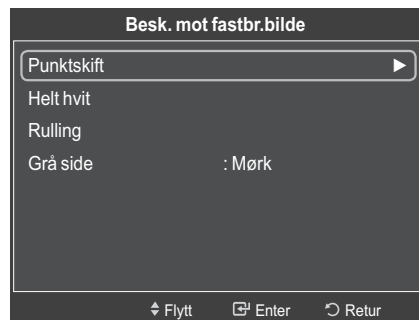 Besk. mot fastbr.bilde
Punktskift ►
Helt hvit
Rulling
Grå side : Mørk
Flytt Enter Retur